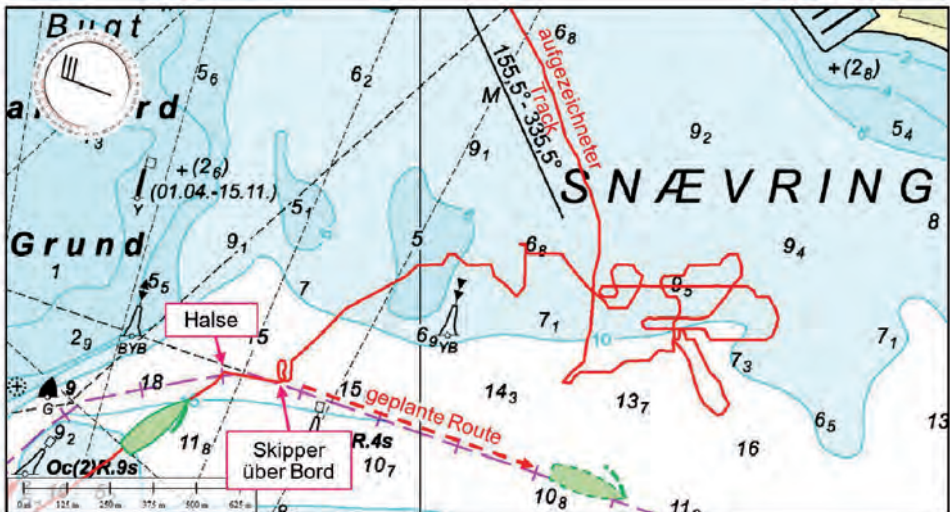 Bugt
6₈
aufgezeichneter
Track
155,5° - 335,5°
M
5₆
6₂
+(2₈)
5₄
9₂
9₁
+(2₆)
(01.04.-15.11.)
Y
5₁
SNÆVRING
Grund
9₁
5
6₈
9₄
8
1
7
9₅
5₅
Halse
15
6₉
YB
7₁
10
7₁
2₉
BYB
7₃
9
G
18
15
geplante Route
14₃
13₇
6₅
13
9₂
11₈
Skipper
über Bord
R.4s
16
Oc(2)R.9s
10₇
10₈
0 m
125 m
250 m
375 m
500 m
625 m